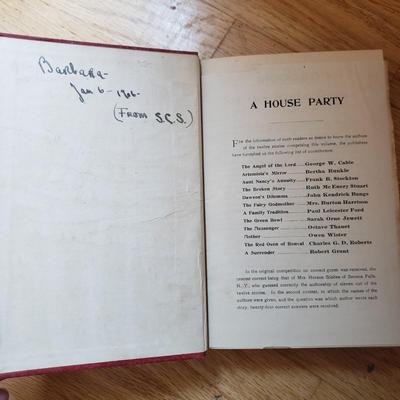 Barbara-
Jan 6-1906-
(From S.C.S.)
A HOUSE PARTY
For the information of such readers as desire to know the authors
of the twelve stories comprising this volume, the publishers
have furnished us the following list of contributors:
The Angel of the Lord George W. Cable
Artemisia's Mirror Bertha Runkle
Aunt Nancy's Annuity Frank R. Stockton
The Broken Story Ruth McEnery Stuart
Dawson's Dilemma John Kendrick Bangs
The Fairy Godmother Mrs. Burton Harrison
A Family Tradition Paul Leicester Ford
The Green Bowl Sarah Orne Jewett
The Messenger Octave Thanet
Mother Owen Wister
The Red Oxen of Bonval Charles G. D. Roberts
A Surrender Robert Grant
In the original competition no correct guess was received, the
nearest correct being that of Mrs. Horace Silsby of Seneca Falls,
N. Y., who guessed correctly the authorship of eleven out of the
twelve stories. In the second contest, in which the names of the
authors were given, and the question was which author wrote each
story, twenty-four correct answers were received.